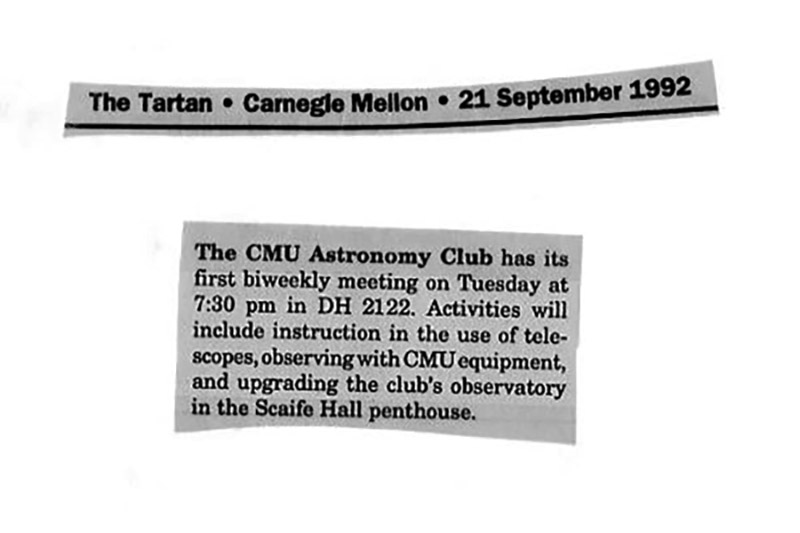 The Tartan • Carnegie Mellon • 21 September 1992
The CMU Astronomy Club has its
first biweekly meeting on Tuesday at
7:30 pm in DH 2122. Activities will
include instruction in the use of tele-
scopes, observing with CMU equipment,
and upgrading the club's observatory
in the Scaife Hall penthouse.